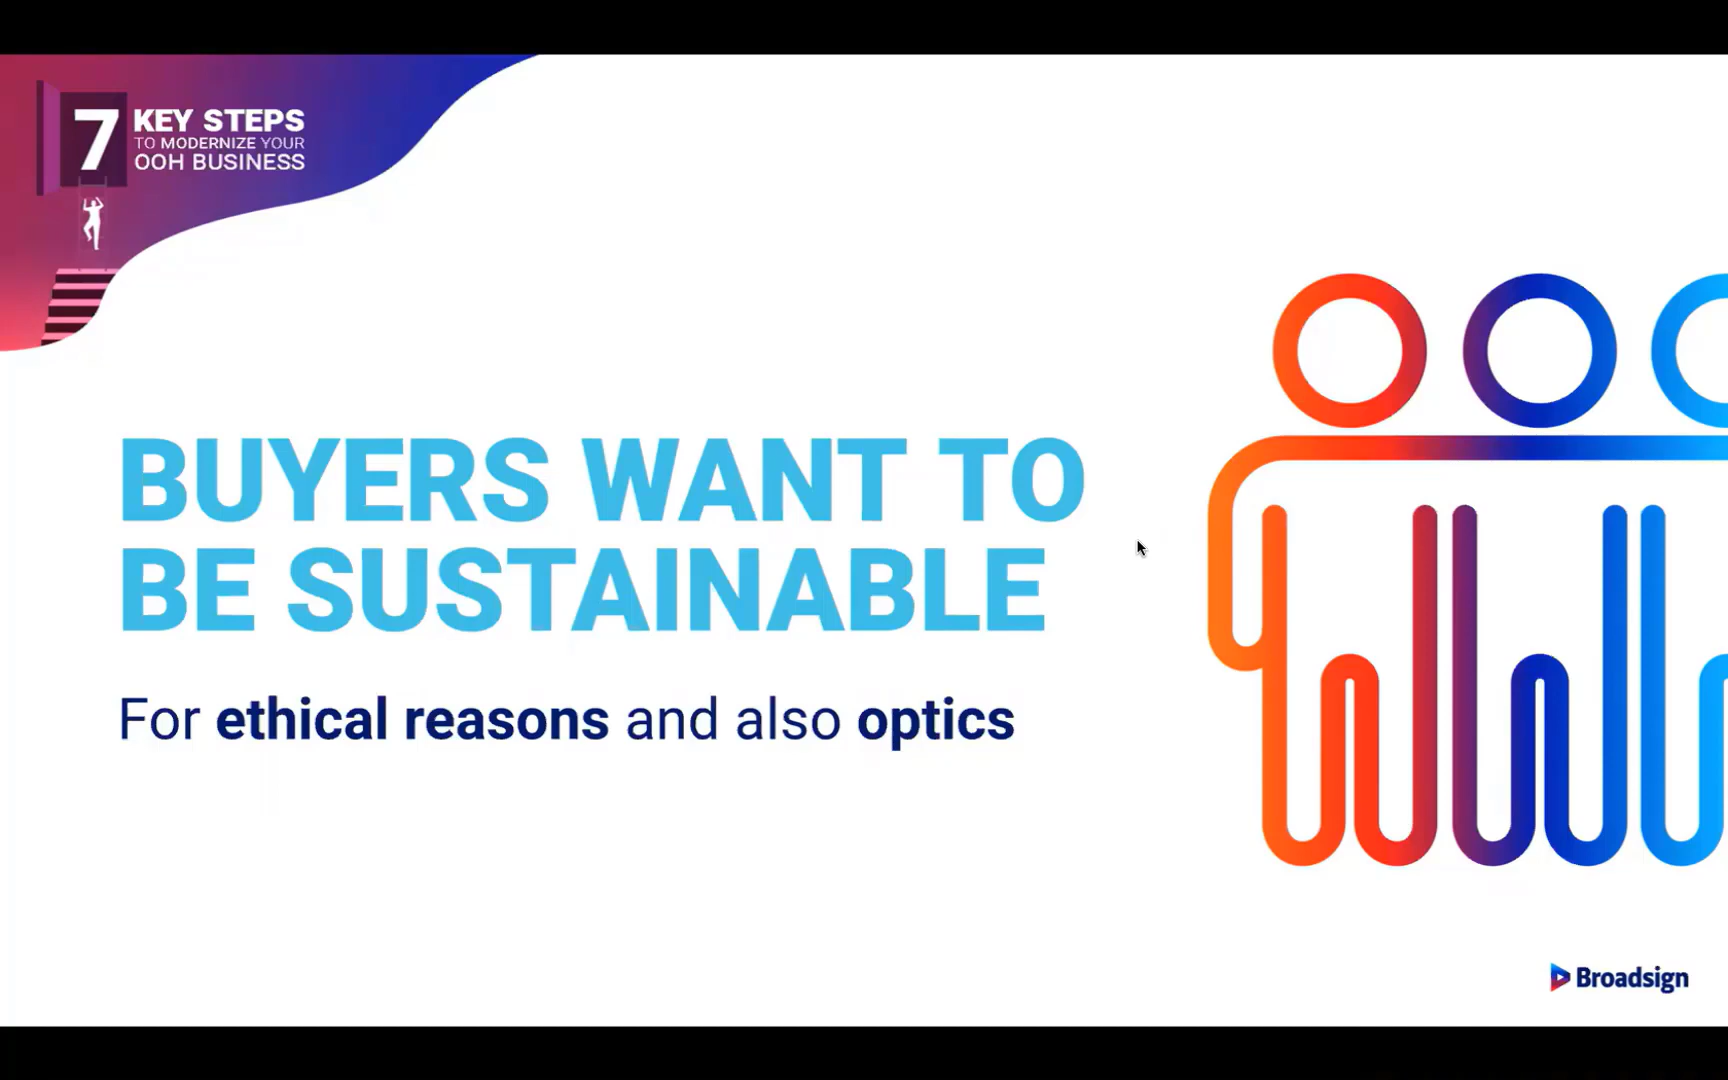 7 KEY STEPS
TO MODERNIZE YOUR
OOH BUSINESS
BUYERS WANT TO
BE SUSTAINABLE
For ethical reasons and also optics
Broadsign